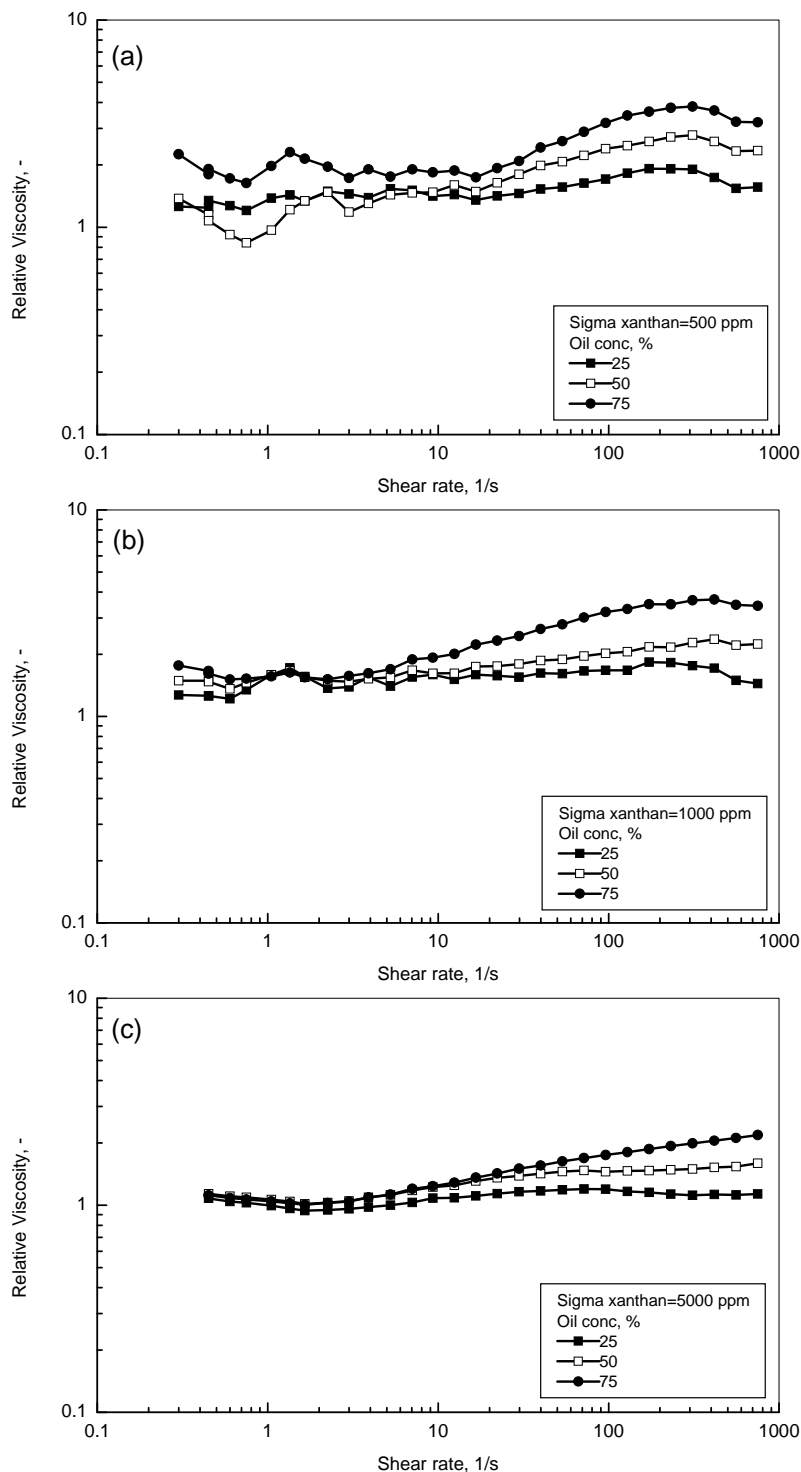 10
(a)
Relative Viscosity, -
1
Sigma xanthan=500 ppm
Oil conc, %
25
50
75
0.1
0.1 1 10 100 1000
Shear rate, 1/s
10
(b)
Relative Viscosity, -
1
Sigma xanthan=1000 ppm
Oil conc, %
25
50
75
0.1
0.1 1 10 100 1000
Shear rate, 1/s
10
(c)
Relative Viscosity, -
1
Sigma xanthan=5000 ppm
Oil conc, %
25
50
75
0.1
0.1 1 10 100 1000
Shear rate, 1/s